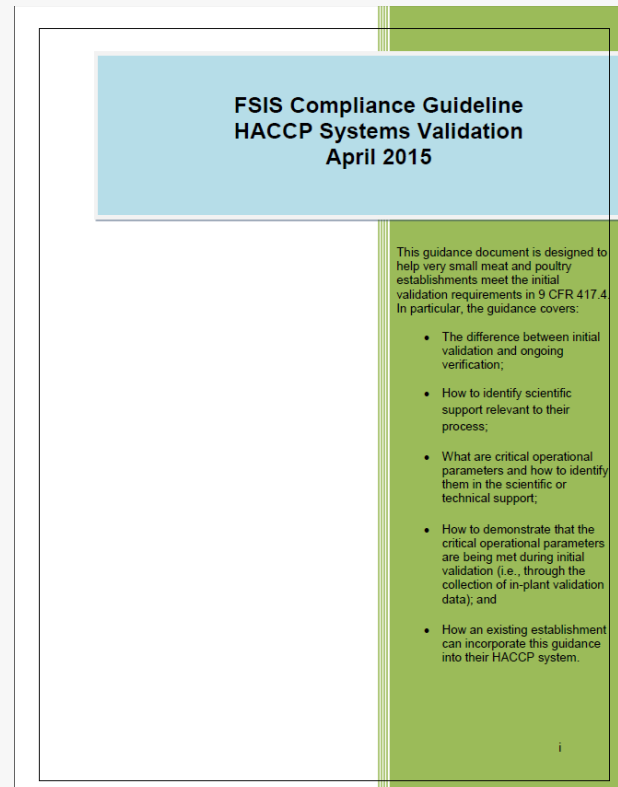 FSIS Compliance Guideline
HACCP Systems Validation
April 2015
This guidance document is designed to
help very small meat and poultry
establishments meet the initial
validation requirements in 9 CFR 417.4.
In particular, the guidance covers:
• The difference between initial
validation and ongoing
verification;
• How to identify scientific
support relevant to their
process;
• What are critical operational
parameters and how to identify
them in the scientific or
technical support;
• How to demonstrate that the
critical operational parameters
are being met during initial
validation (i.e., through the
collection of in-plant validation
data); and
• How an existing establishment
can incorporate this guidance
into their HACCP system.
i